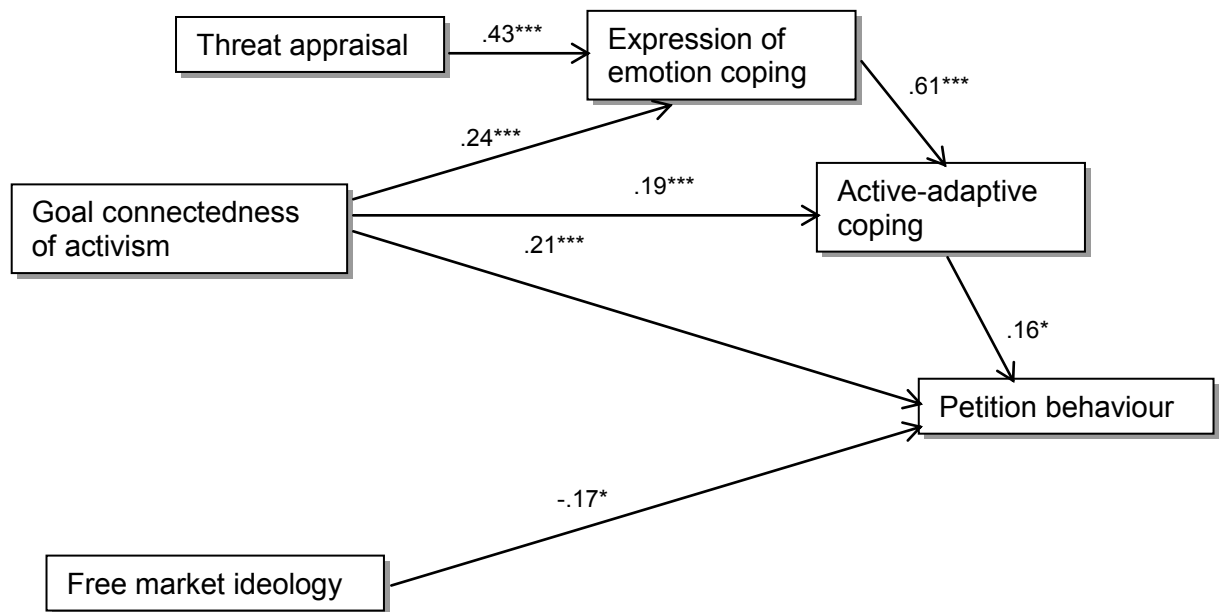 Threat appraisal
.43***
Expression of
emotion coping
.61***
.24***
Goal connectedness
of activism
.19***
Active-adaptive
coping
.21***
.16*
Petition behaviour
-.17*
Free market ideology